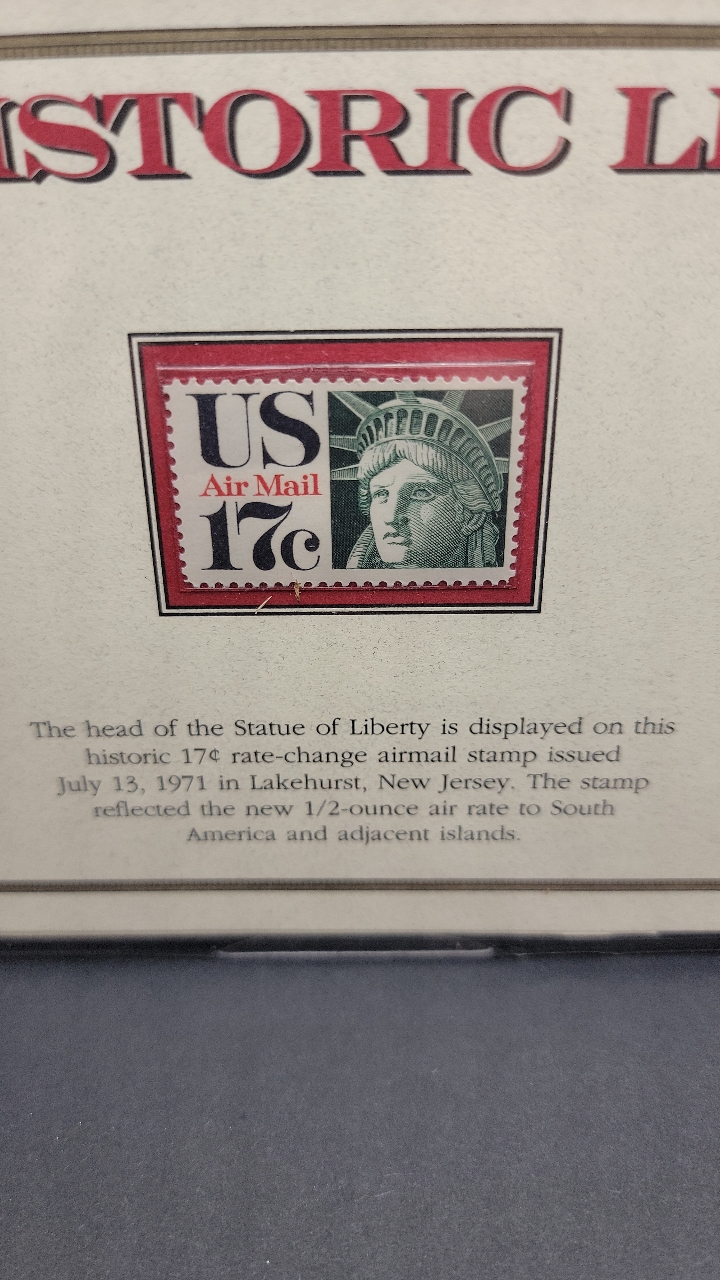 ISTORIC LI
US
Air Mail
17c
The head of the Statue of Liberty is displayed on this
historic 17¢ rate-change airmail stamp issued
July 13, 1971 in Lakehurst, New Jersey. The stamp
reflected the new 1/2-ounce air rate to South
America and adjacent islands.